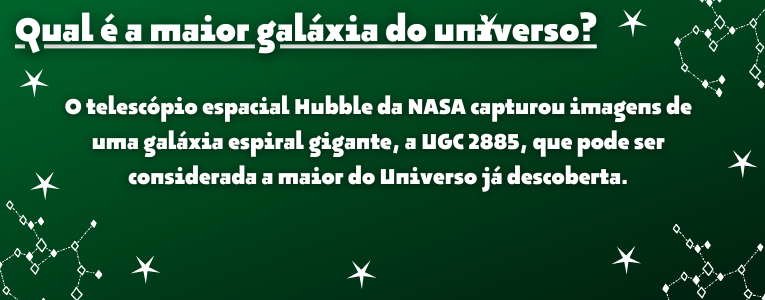 Qual é a maior galáxia do universo?
O telescópio espacial Hubble da NASA capturou imagens de
uma galáxia espiral gigante, a UGC 2885, que pode ser
considerada a maior do Universo já descoberta.